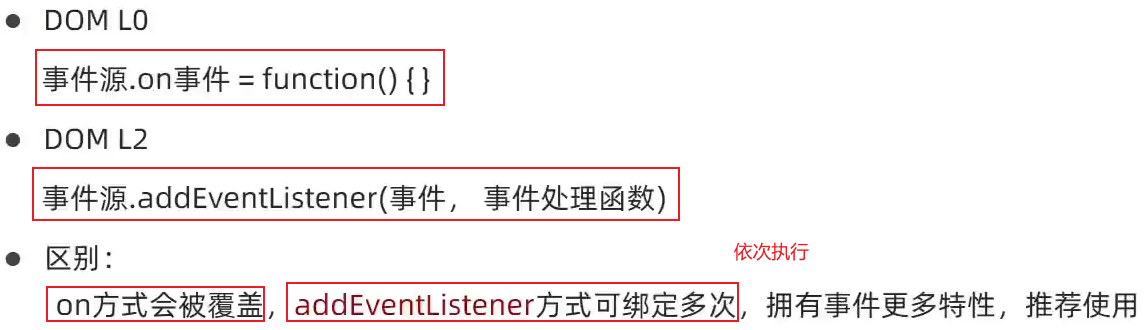 DOM L0
事件源.on事件 = function() { }
DOM L2
事件源.addEventListener(事件， 事件处理函数)
区别：
依次执行
on方式会被覆盖，addEventListener方式可绑定多次，拥有事件更多特性，推荐使用